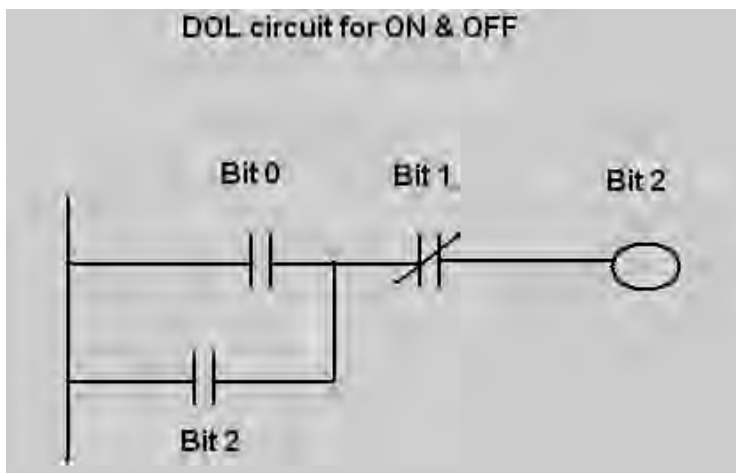 DOL circuit for ON & OFF
Bit 0
Bit 1
Bit 2
Bit 2